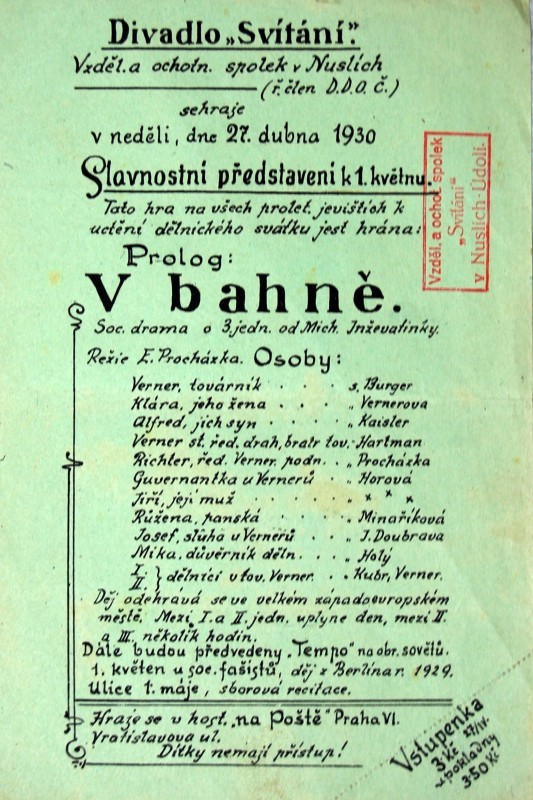 Divadlo „Svítání”.
Vzděl. a ochotn. spolek v Nuslích
(ř. člen D.D.O.Č.)
sehraje
v neděli, dne 27. dubna 1930
Slavnostní představení k 1. květnu.
Tato hra na všech prolet. jevištích k
uctění dělnického svátku jest hrána:
Prolog:
V bahně.
Soc. drama o 3 jedn. od Mich. Inževatinky.
Režie E. Procházka. Osoby:
Verner, továrník . . . s. Burger
Klára, jeho žena . . . „ Vernerova
Alfred, jich syn . . . „ Kaisler
Verner st. řed. drah, bratr tov. „ Hartman
Richter, řed. Verner. podn. . . „ Procházka
Guvernantka u Vernerů . „ Horová
Jiří, její muž . . . . . „ × × ×
Růžena, panská . . . . „ Minaříková
Josef, sluha u Vernerů . . „ J. Doubrava
Mika, důvěrník děln. . . . „ Holý
I. II. } dělníci v tov. Verner. . . „ Kubr, Verner.
Děj odehrává se ve velkém západoevropském
městě. Mezi I. a II. jedn. uplyne den, mezi II.
a III. několik hodin.
Dále budou předvedeny „Tempo” na obr. sovětů.
1. květen u soc. fašistů, děj z Berlína r. 1929.
Ulice 1. máje, sborová recitace.
Hraje se v host. „na Poště” Praha VI.
Vratislavova ul.
Dítky nemají přístup!
Vzděl. a ochot. spolek
„Svítání”
v Nuslích-Údolí.
Vstupenka
3 Kč 27/IV.
u pokladny
3·50 Kč